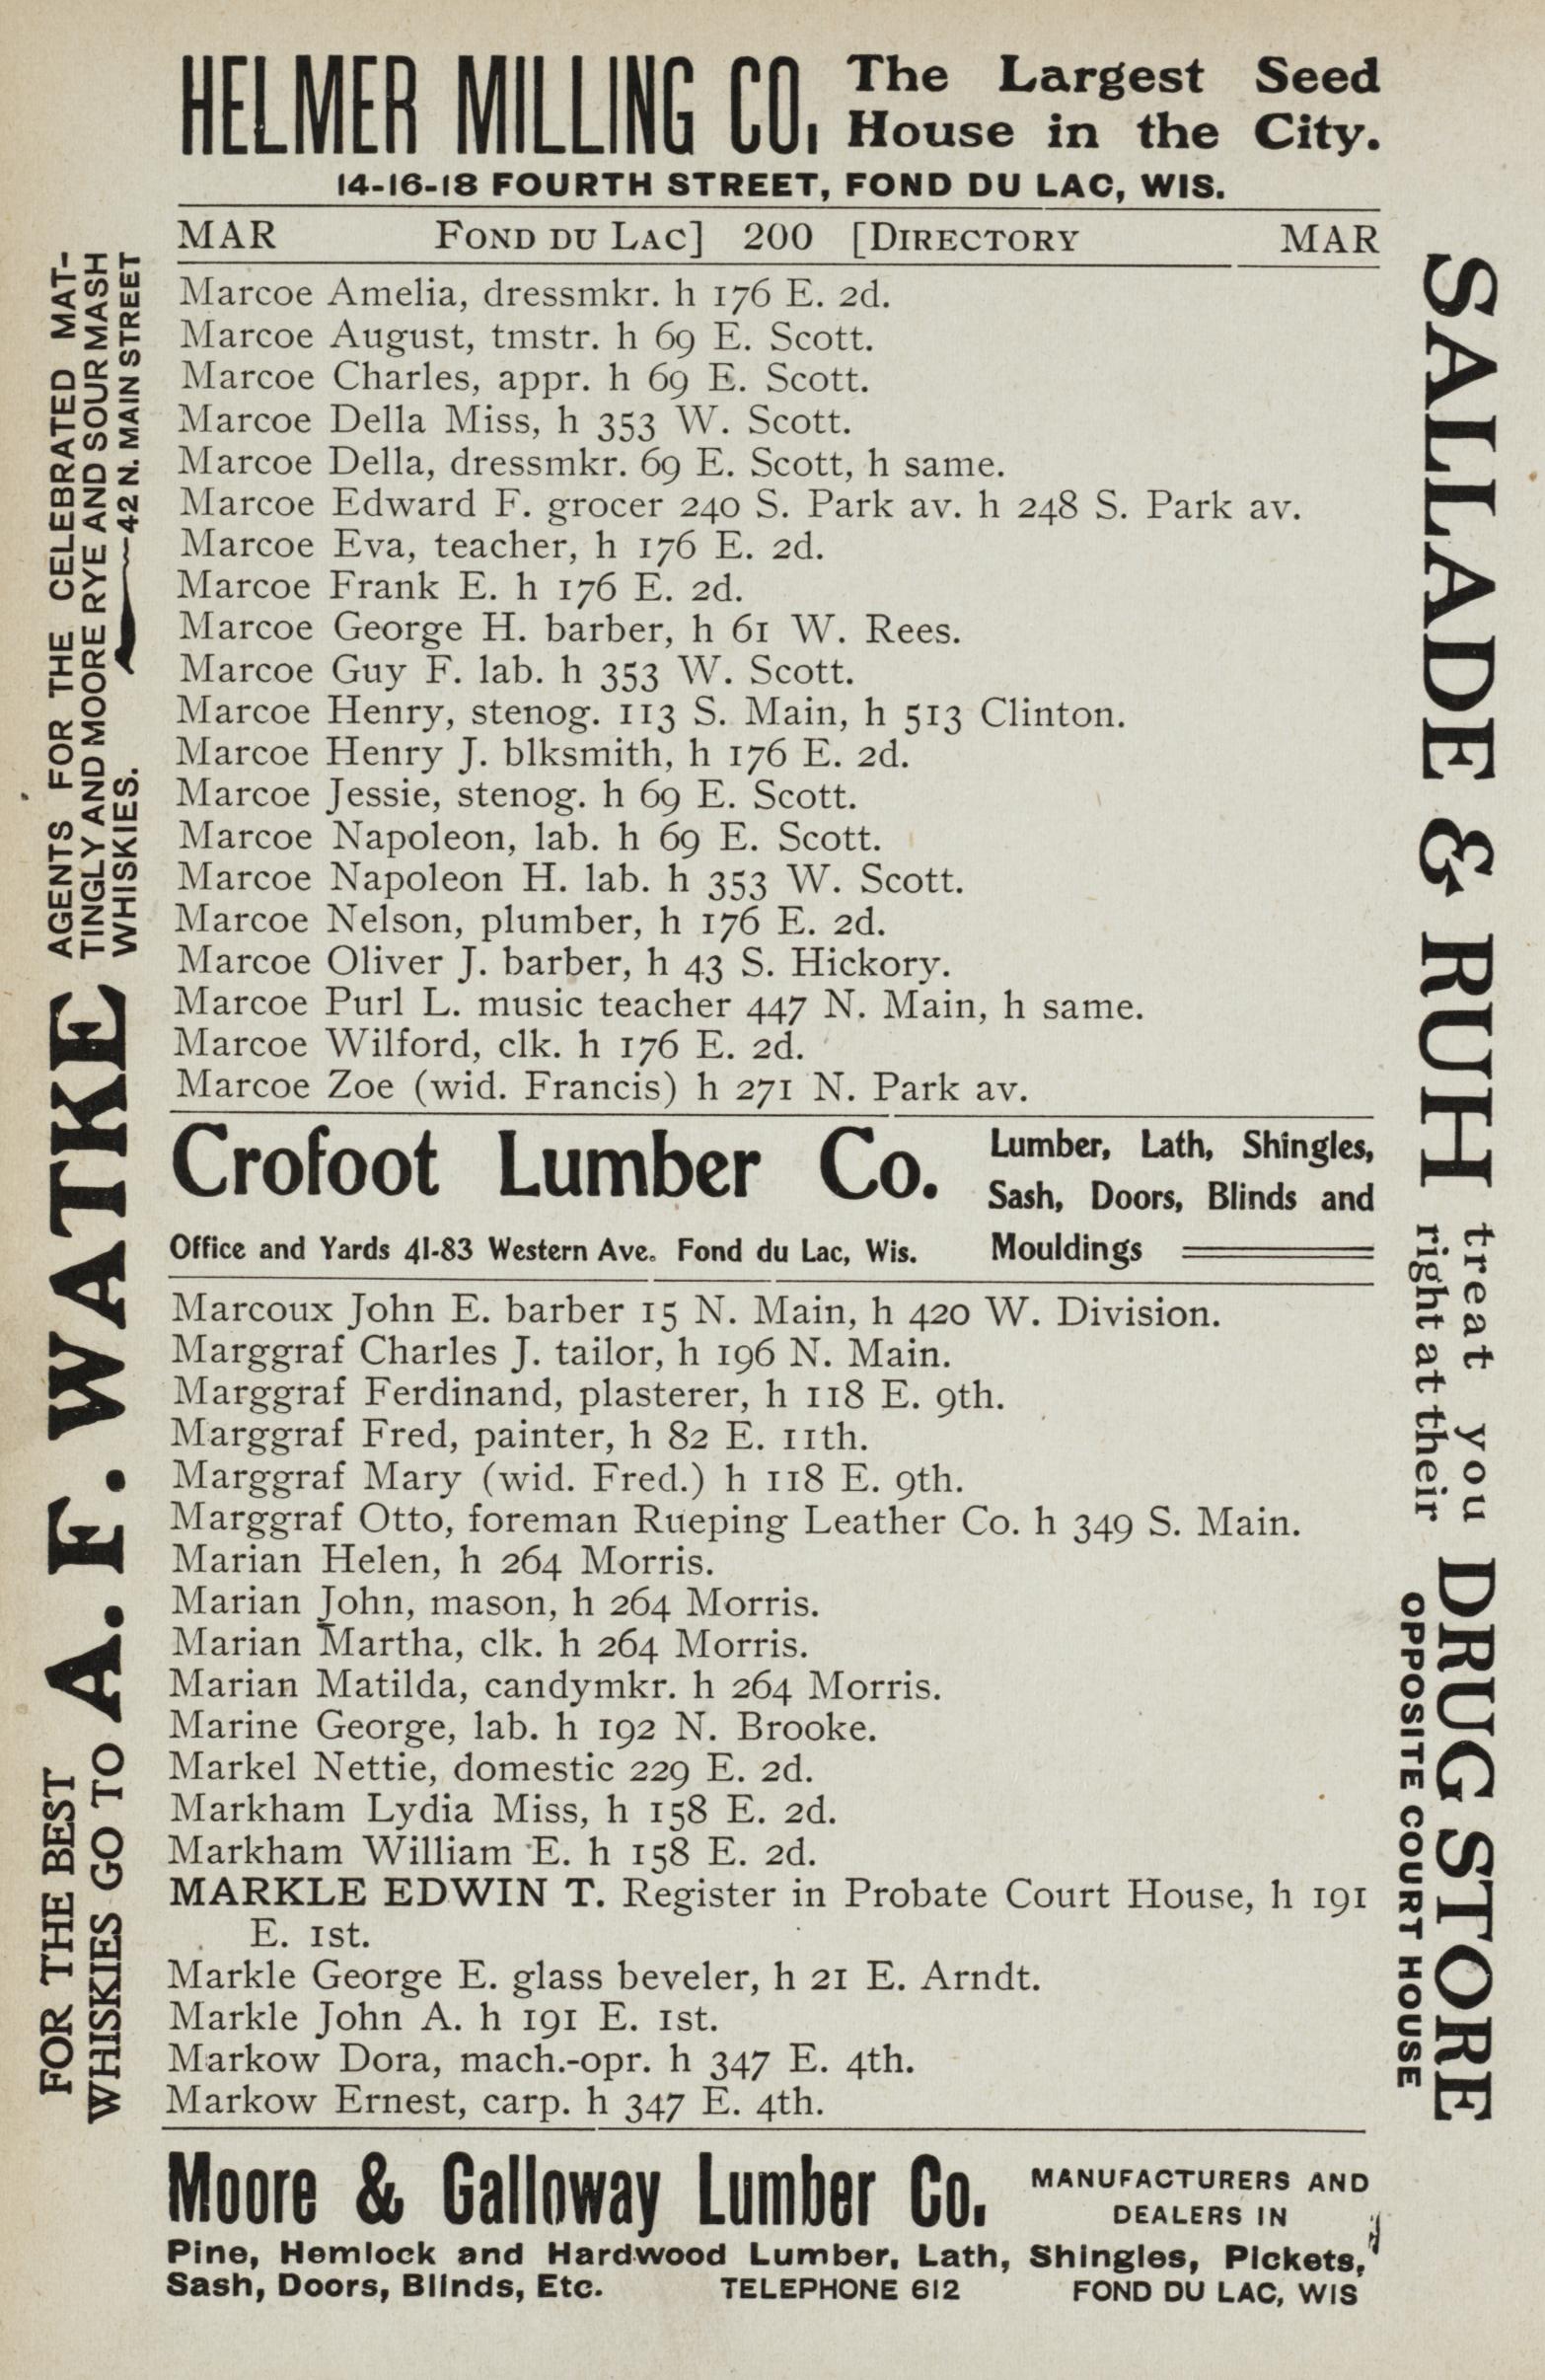 HELMER MILLING CO. The Largest Seed
House in the City.
14-16-18 FOURTH STREET, FOND DU LAC, WIS.
MAR FOND DU LAC] 200 [DIRECTORY MAR
Marcoe Amelia, dressmkr. h 176 E. 2d.
Marcoe August, tmstr. h 69 E. Scott.
Marcoe Charles, appr. h 69 E. Scott.
Marcoe Della Miss, h 353 W. Scott.
Marcoe Della, dressmkr. 69 E. Scott, h same.
Marcoe Edward F. grocer 240 S. Park av. h 248 S. Park av.
Marcoe Eva, teacher, h 176 E. 2d.
Marcoe Frank E. h 176 E. 2d.
Marcoe George H. barber, h 61 W. Rees.
Marcoe Guy F. lab. h 353 W. Scott.
Marcoe Henry, stenog. 113 S. Main, h 513 Clinton.
Marcoe Henry J. blksmith, h 176 E. 2d.
Marcoe Jessie, stenog. h 69 E. Scott.
Marcoe Napoleon, lab. h 69 E. Scott.
Marcoe Napoleon H. lab. h 353 W. Scott.
Marcoe Nelson, plumber, h 176 E. 2d.
Marcoe Oliver J. barber, h 43 S. Hickory.
Marcoe Purl L. music teacher 447 N. Main, h same.
Marcoe Wilford, clk. h 176 E. 2d.
Marcoe Zoe (wid. Francis) h 271 N. Park av.
Crofoot Lumber Co. Lumber, Lath, Shingles,
Sash, Doors, Blinds and
Office and Yards 41-83 Western Ave. Fond du Lac, Wis. Mouldings
Marcoux John E. barber 15 N. Main, h 420 W. Division.
Marggraf Charles J. tailor, h 196 N. Main.
Marggraf Ferdinand, plasterer, h 118 E. 9th.
Marggraf Fred, painter, h 82 E. 11th.
Marggraf Mary (wid. Fred.) h 118 E. 9th.
Marggraf Otto, foreman Rueping Leather Co. h 349 S. Main.
Marian Helen, h 264 Morris.
Marian John, mason, h 264 Morris.
Marian Martha, clk. h 264 Morris.
Marian Matilda, candymkr. h 264 Morris.
Marine George, lab. h 192 N. Brooke.
Markel Nettie, domestic 229 E. 2d.
Markham Lydia Miss, h 158 E. 2d.
Markham William E. h 158 E. 2d.
MARKLE EDWIN T. Register in Probate Court House, h 191
E. 1st.
Markle George E. glass beveler, h 21 E. Arndt.
Markle John A. h 191 E. 1st.
Markow Dora, mach.-opr. h 347 E. 4th.
Markow Ernest, carp. h 347 E. 4th.
Moore & Galloway Lumber Co. MANUFACTURERS AND
DEALERS IN
Pine, Hemlock and Hardwood Lumber, Lath, Shingles, Pickets,
Sash, Doors, Blinds, Etc. TELEPHONE 612 FOND DU LAC, WIS
FOR THE BEST
WHISKIES GO TO
A. F. WATKE
AGENTS FOR THE CELEBRATED MAT-
TINGLY AND MOORE RYE AND SOUR MASH
WHISKIES. 42 N. MAIN STREET
SALLADE & RUH
treat you
right at their
DRUG STORE
OPPOSITE COURT HOUSE